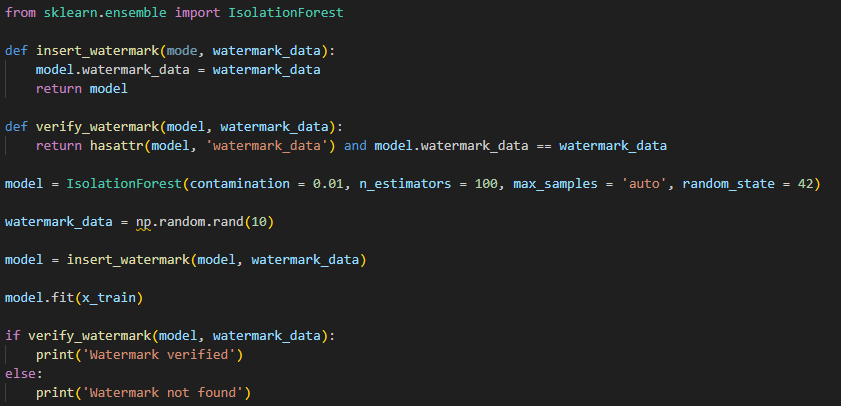 from sklearn.ensemble import IsolationForest
def insert_watermark(mode, watermark_data):
model.watermark_data = watermark_data
return model
def verify_watermark(model, watermark_data):
return hasattr(model, 'watermark_data') and model.watermark_data == watermark_data
model = IsolationForest(contamination = 0.01, n_estimators = 100, max_samples = 'auto', random_state = 42)
watermark_data = np.random.rand(10)
model = insert_watermark(model, watermark_data)
model.fit(x_train)
if verify_watermark(model, watermark_data):
print('Watermark verified')
else:
print('Watermark not found')